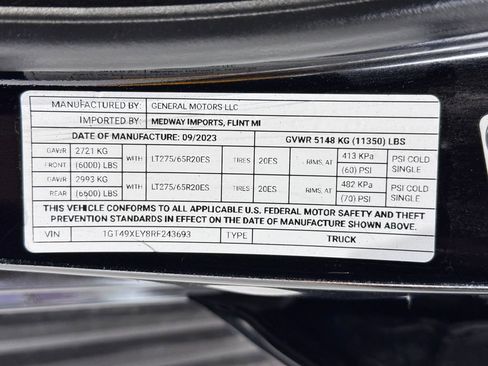 MANUFACTURED BY: GENERAL MOTORS LLC
IMPORTED BY: MEDWAY IMPORTS, FLINT MI
DATE OF MANUFACTURE: 09/2023 GVWR 5148 KG (11350) LBS
GAWR 2721 KG WITH LT275/65R20ES TIRES 20ES RIMS, AT 413 KPa PSI COLD
FRONT (6000) LBS (60) PSI SINGLE
GAWR 2993 KG WITH LT275/65R20ES TIRES 20ES RIMS, AT 482 KPa PSI COLD
REAR (6600) LBS (70) PSI SINGLE
THIS VEHICLE CONFORMS TO ALL APPLICABLE U.S. FEDERAL MOTOR SAFETY AND THEFT
PREVENTION STANDARDS IN EFFECT ON THE DATE OF MANUFACTURE SHOWN ABOVE.
VIN 1GT49XEY8RF243693 TYPE TRUCK